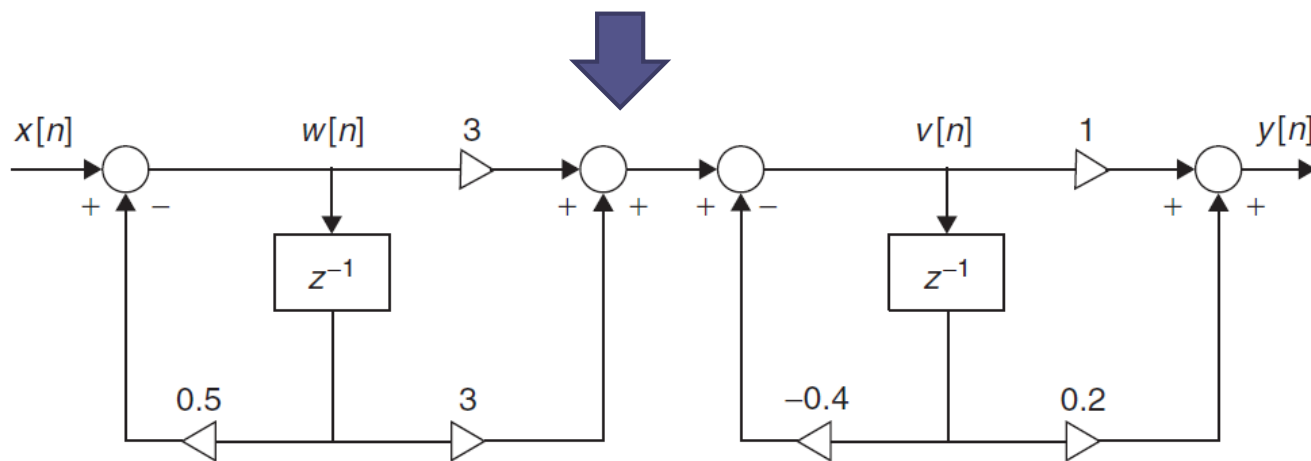 x[n] w[n] 3 v[n] 1 y[n]
+ − + + + − + +
z⁻¹ z⁻¹
0.5 3 −0.4 0.2